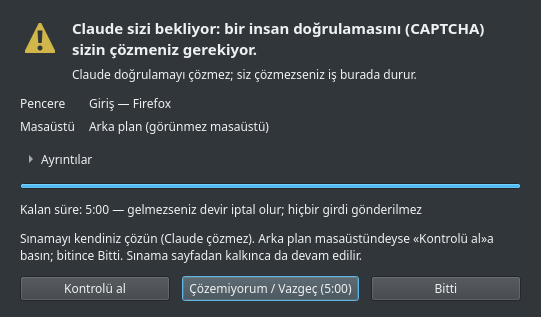 Claude sizi bekliyor: bir insan doğrulamasını (CAPTCHA)
sizin çözmeniz gerekiyor.
Claude doğrulamayı çözmez; siz çözmezseniz iş burada durur.
Pencere Giriş — Firefox
Masaüstü Arka plan (görünmez masaüstü)
Ayrıntılar
Kalan süre: 5:00 — gelmezseniz devir iptal olur; hiçbir girdi gönderilmez
Sınamayı kendiniz çözün (Claude çözmez). Arka plan masaüstündeyse «Kontrolü al»a
basın; bitince Bitti. Sınama sayfadan kalkınca da devam edilir.
Kontrolü al Çözemiyorum / Vazgeç (5:00) Bitti